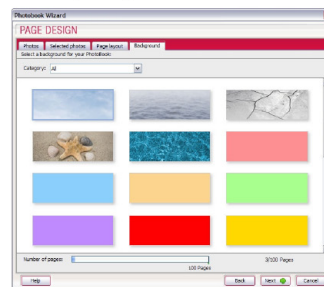 Photobook Wizard
PAGE DESIGN
Photos Selected photos Page layout Background
Select a background for your PhotoBook:
Category: All
Number of pages: 3/100 Pages
100 Pages
Help Back Next Cancel